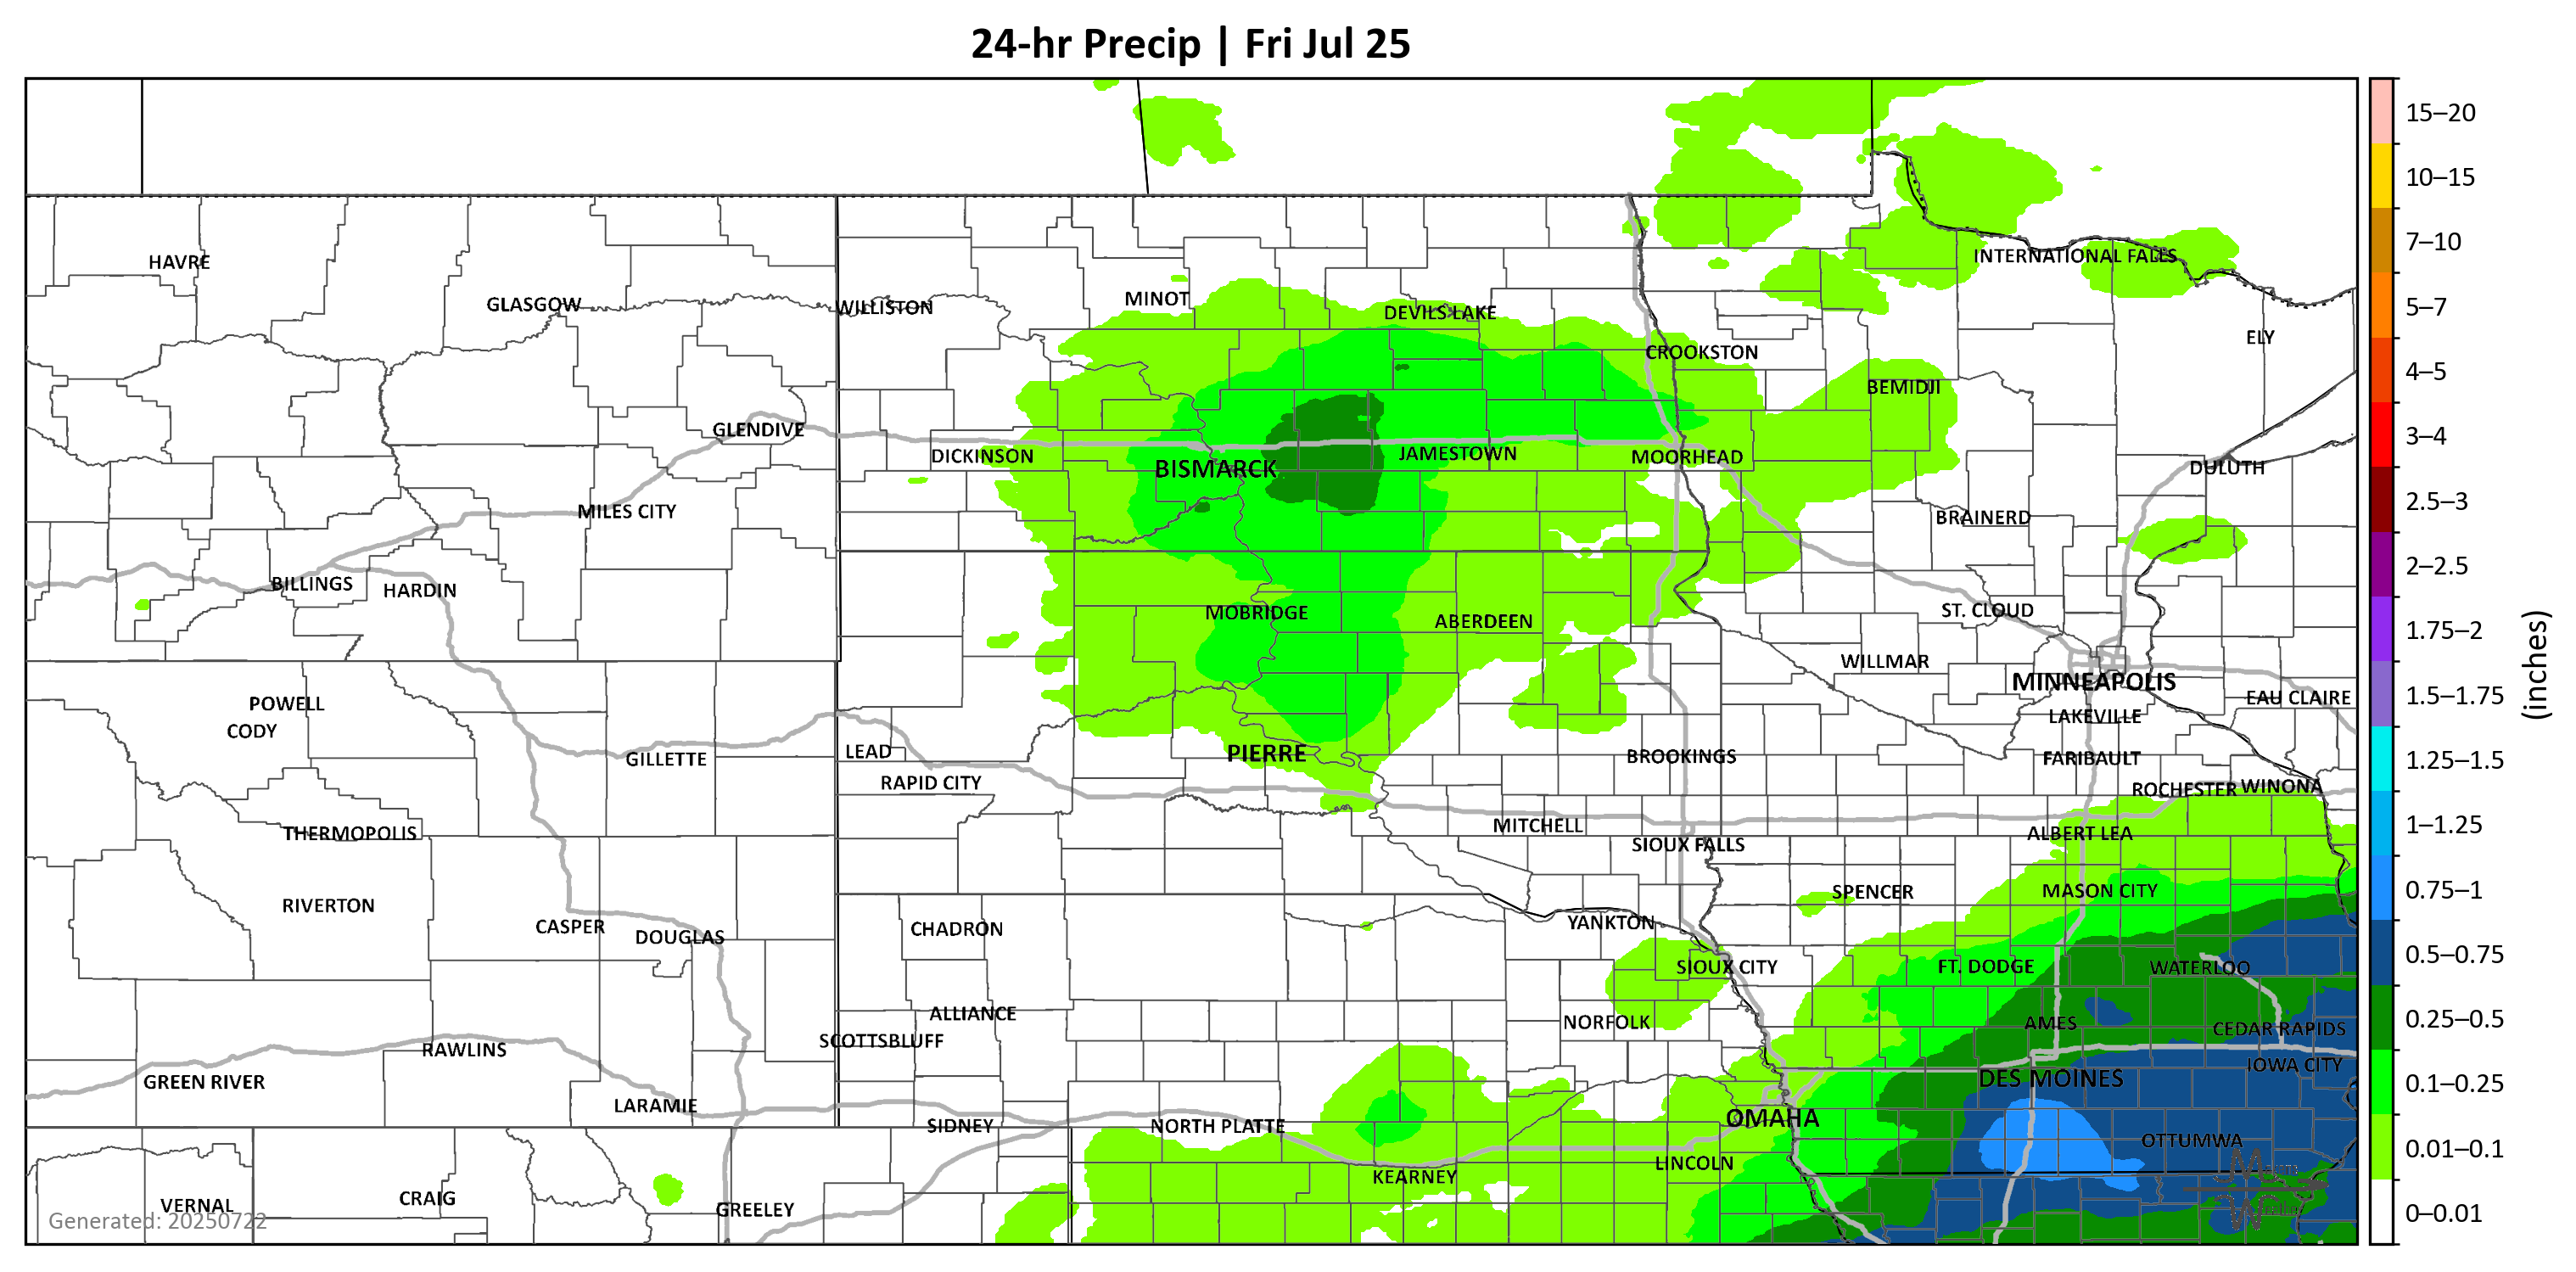 24-hr Precip | Fri Jul 25
15–20
10–15
7–10
5–7
4–5
3–4
2.5–3
2–2.5
1.75–2
1.5–1.75
1.25–1.5
1–1.25
0.75–1
0.5–0.75
0.25–0.5
0.1–0.25
0.01–0.1
0–0.01
(inches)
HAVRE
INTERNATIONAL FALLS
GLASGOW
WILLISTON
MINOT
DEVILS LAKE
ELY
CROOKSTON
BEMIDJI
GLENDIVE
DICKINSON
BISMARCK
JAMESTOWN
MOORHEAD
DULUTH
MILES CITY
BRAINERD
BILLINGS
HARDIN
MOBRIDGE
ABERDEEN
ST. CLOUD
WILLMAR
MINNEAPOLIS
EAU CLAIRE
POWELL
CODY
LAKEVILLE
GILLETTE
LEAD
PIERRE
BROOKINGS
FARIBAULT
RAPID CITY
ROCHESTER
WINONA
THERMOPOLIS
MITCHELL
SIOUX FALLS
ALBERT LEA
RIVERTON
SPENCER
MASON CITY
CASPER
DOUGLAS
CHADRON
YANKTON
SIOUX CITY
FT. DODGE
WATERLOO
ALLIANCE
SCOTTSBLUFF
NORFOLK
AMES
CEDAR RAPIDS
RAWLINS
IOWA CITY
GREEN RIVER
DES MOINES
LARAMIE
SIDNEY
NORTH PLATTE
OMAHA
OTTUMWA
KEARNEY
LINCOLN
VERNAL
CRAIG
GREELEY
Generated: 20250722